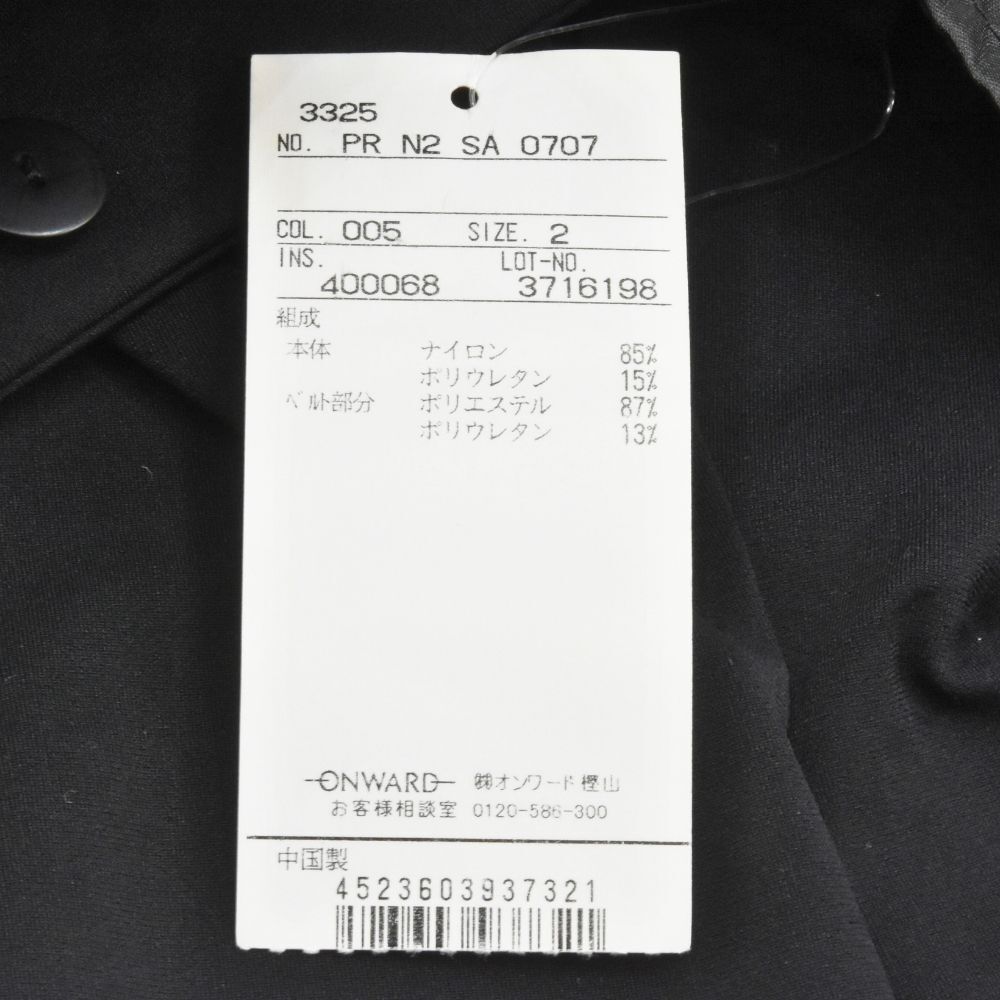 3325
NO. PR N2 SA 0707
COL. 005 SIZE. 2
INS. LOT-NO.
400068 3716198
組成
本体 ナイロン 85%
ポリウレタン 15%
ベルト部分 ポリエステル 87%
ポリウレタン 13%
ONWARD ㈱オンワード樫山
お客様相談室 0120-586-300
中国製
4523603937321